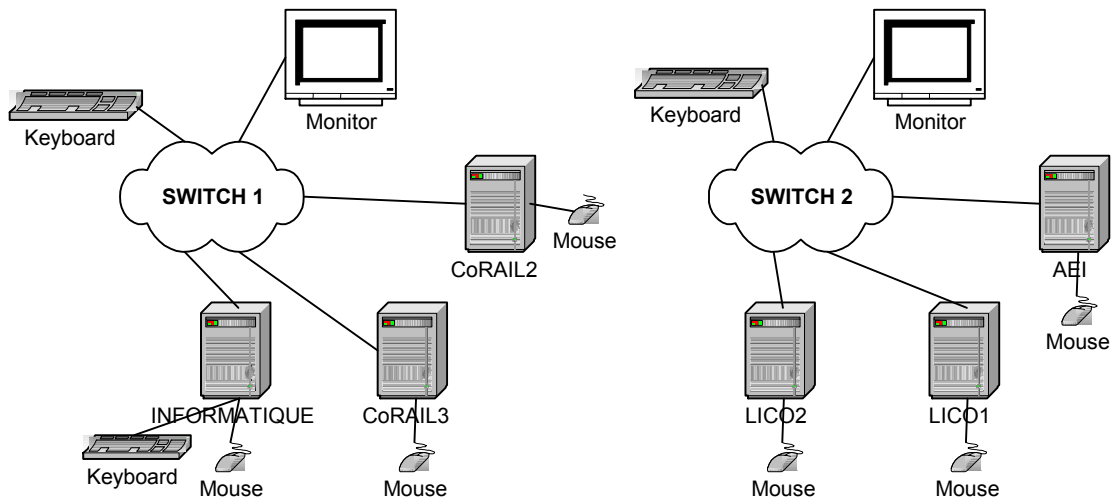 Keyboard
Monitor
SWITCH 1
Mouse
CoRAIL2
INFORMATIQUE
CoRAIL3
Keyboard
Mouse
Mouse
Keyboard
Monitor
SWITCH 2
AEI
Mouse
LICO2
LICO1
Mouse
Mouse